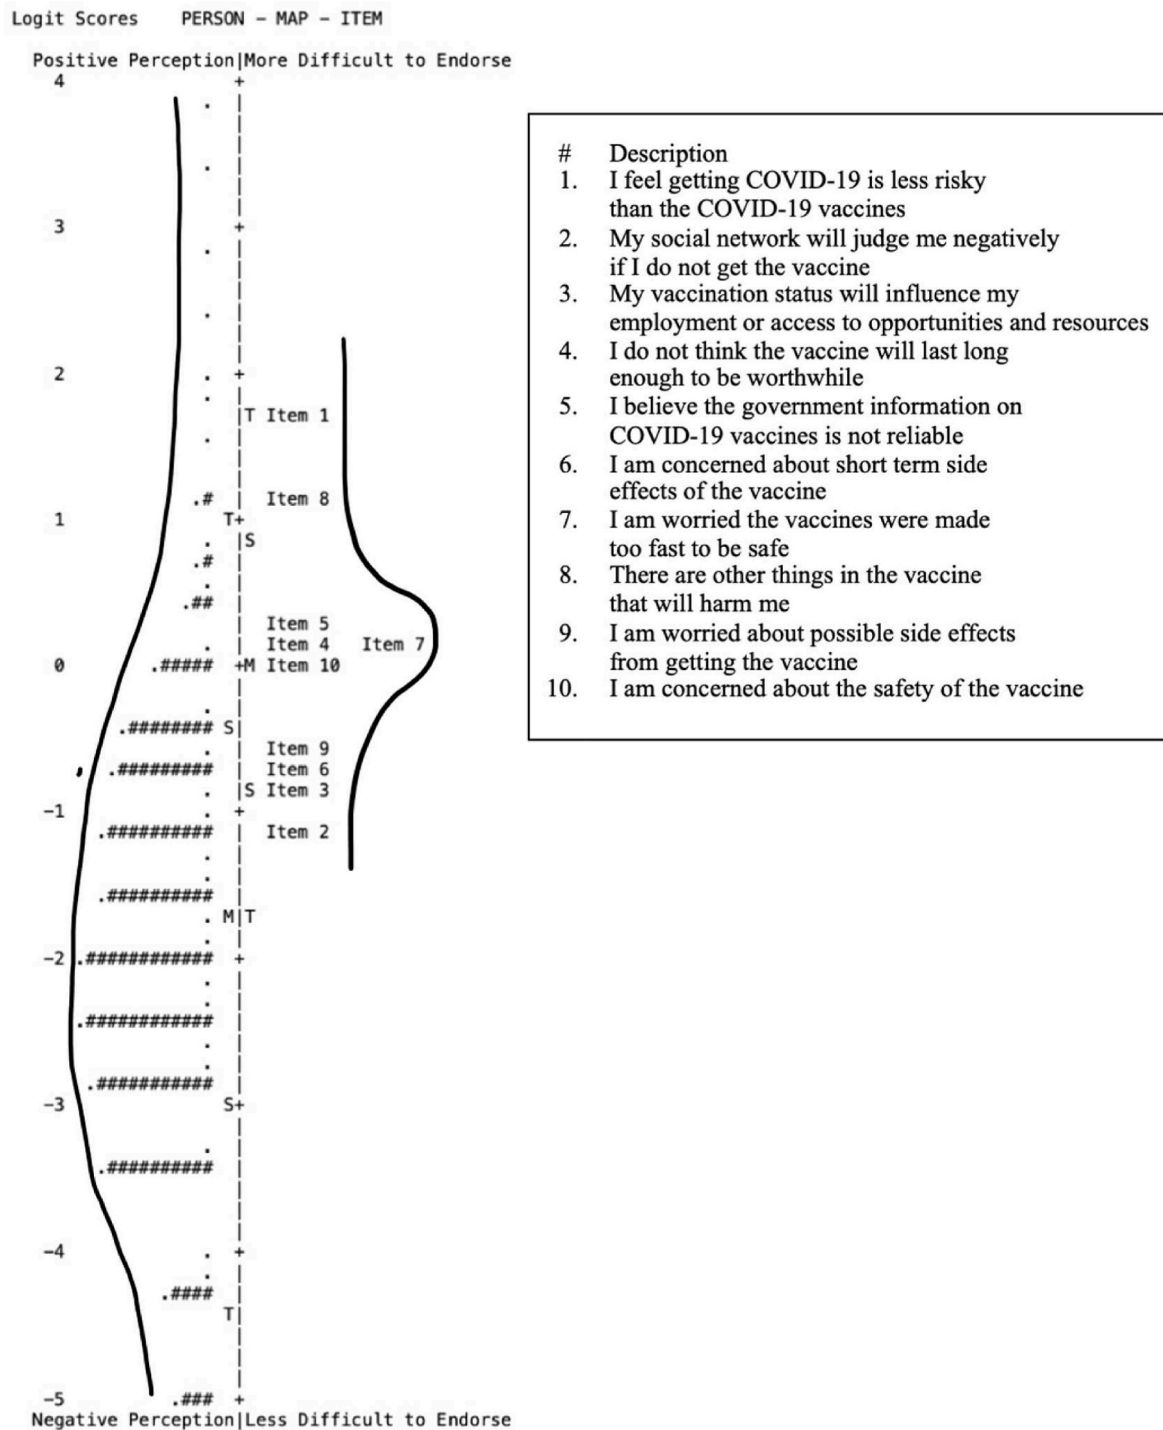 Logit Scores    PERSON - MAP - ITEM
Positive Perception|More Difficult to Endorse
4 +
. |
. |
3 +
. |
. |
2 . +
. |
|T Item 1
. |
.# | Item 8
1 T+
. |S
.# |
. |
.## |
| Item 5
. | Item 4 Item 7
0 .##### +M Item 10
. |
.######## S|
. | Item 9
.######### | Item 6
. |S Item 3
-1 . +
.########## | Item 2
. |
. |
.########## |
. M|T
. |
-2 .############ +
. |
. |
.############ |
. |
. |
.########### |
-3 S+
. |
.########## |
-4 . +
. |
.#### |
T|
-5 .### +
Negative Perception|Less Difficult to Endorse
# Description
1. I feel getting COVID-19 is less risky
than the COVID-19 vaccines
2. My social network will judge me negatively
if I do not get the vaccine
3. My vaccination status will influence my
employment or access to opportunities and resources
4. I do not think the vaccine will last long
enough to be worthwhile
5. I believe the government information on
COVID-19 vaccines is not reliable
6. I am concerned about short term side
effects of the vaccine
7. I am worried the vaccines were made
too fast to be safe
8. There are other things in the vaccine
that will harm me
9. I am worried about possible side effects
from getting the vaccine
10. I am concerned about the safety of the vaccine